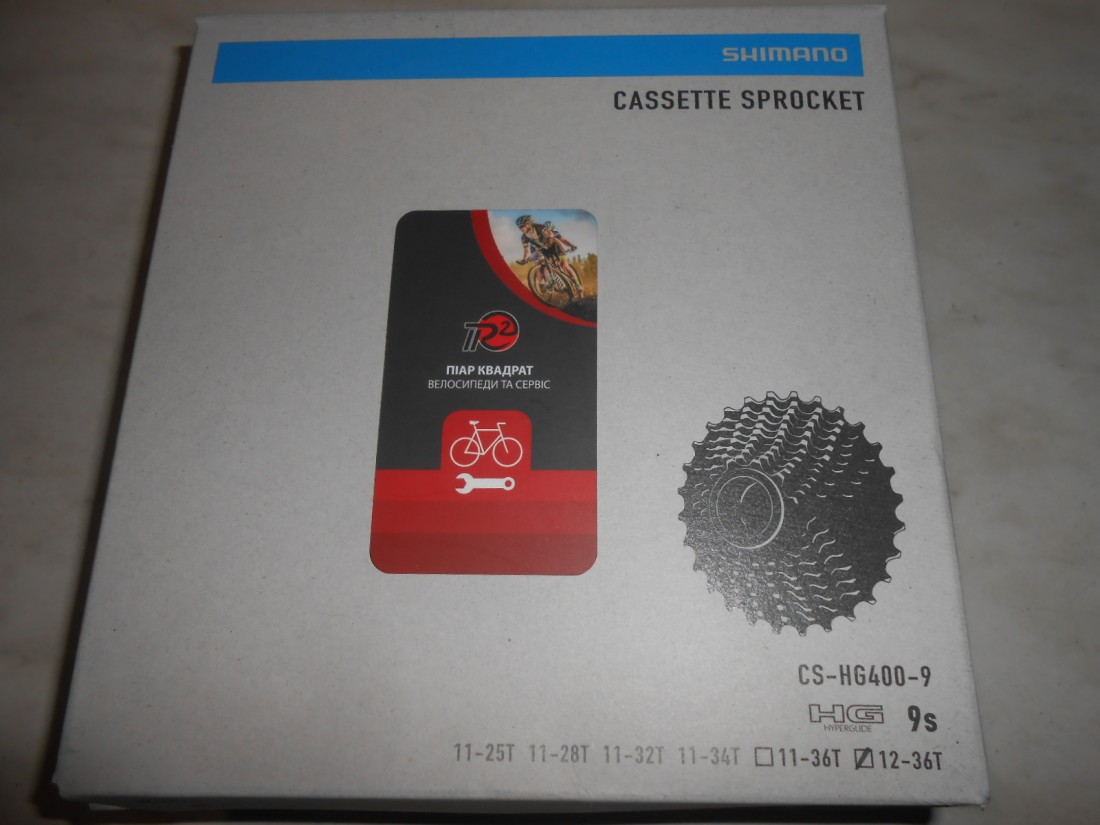 SHIMANO
CASSETTE SPROCKET
ПR2
ПІАР КВАДРАТ
ВЕЛОСИПЕДИ ТА СЕРВІС
CS-HG400-9
HG 9s
HYPERGLIDE
11-25T 11-28T 11-32T 11-34T 11-36T 12-36T